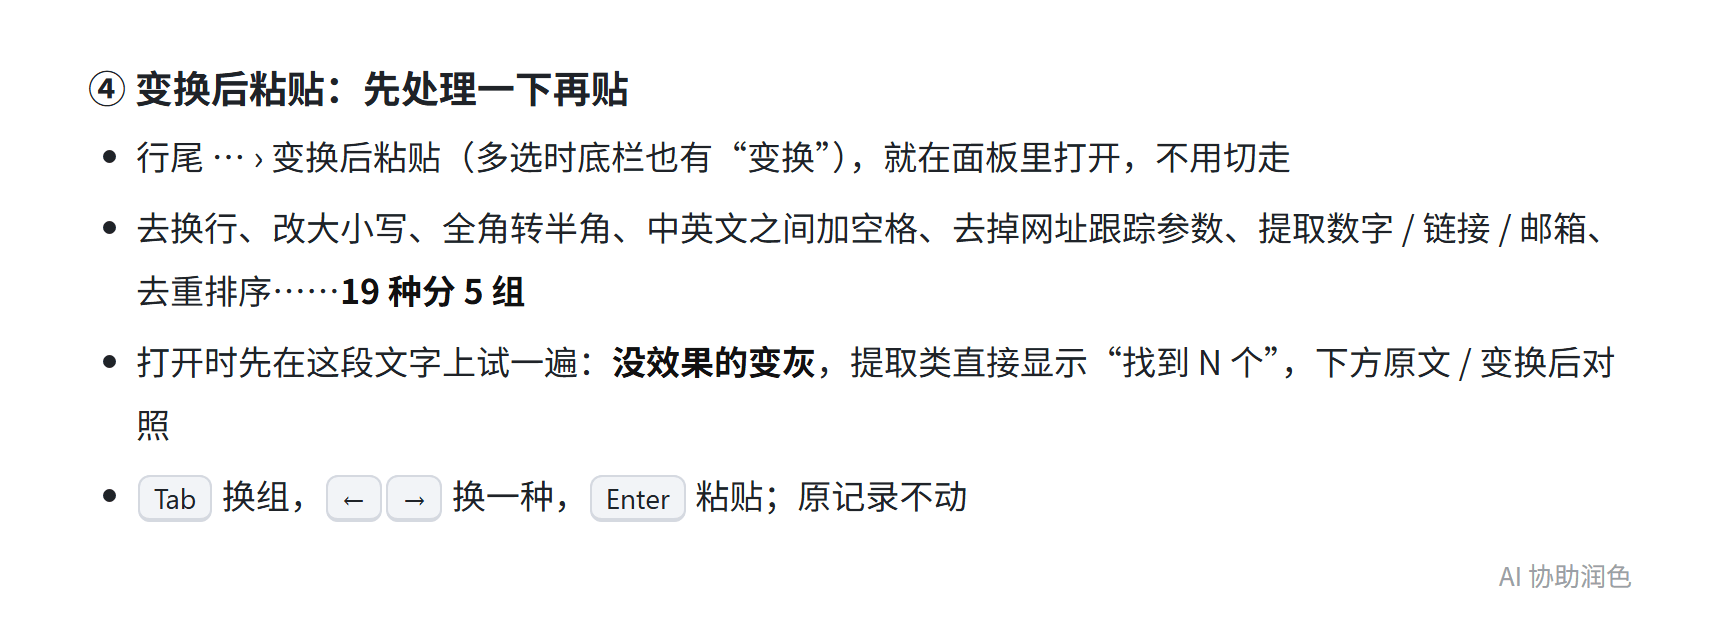 ④ 变换后粘贴：先处理一下再贴
• 行尾 … › 变换后粘贴（多选时底栏也有“变换”），就在面板里打开，不用切走
• 去换行、改大小写、全角转半角、中英文之间加空格、去掉网址跟踪参数、提取数字 / 链接 / 邮箱、
去重排序……19 种分 5 组
• 打开时先在这段文字上试一遍：没效果的变灰，提取类直接显示“找到 N 个”，下方原文 / 变换后对
照
• Tab 换组，← → 换一种，Enter 粘贴；原记录不动
AI 协助润色